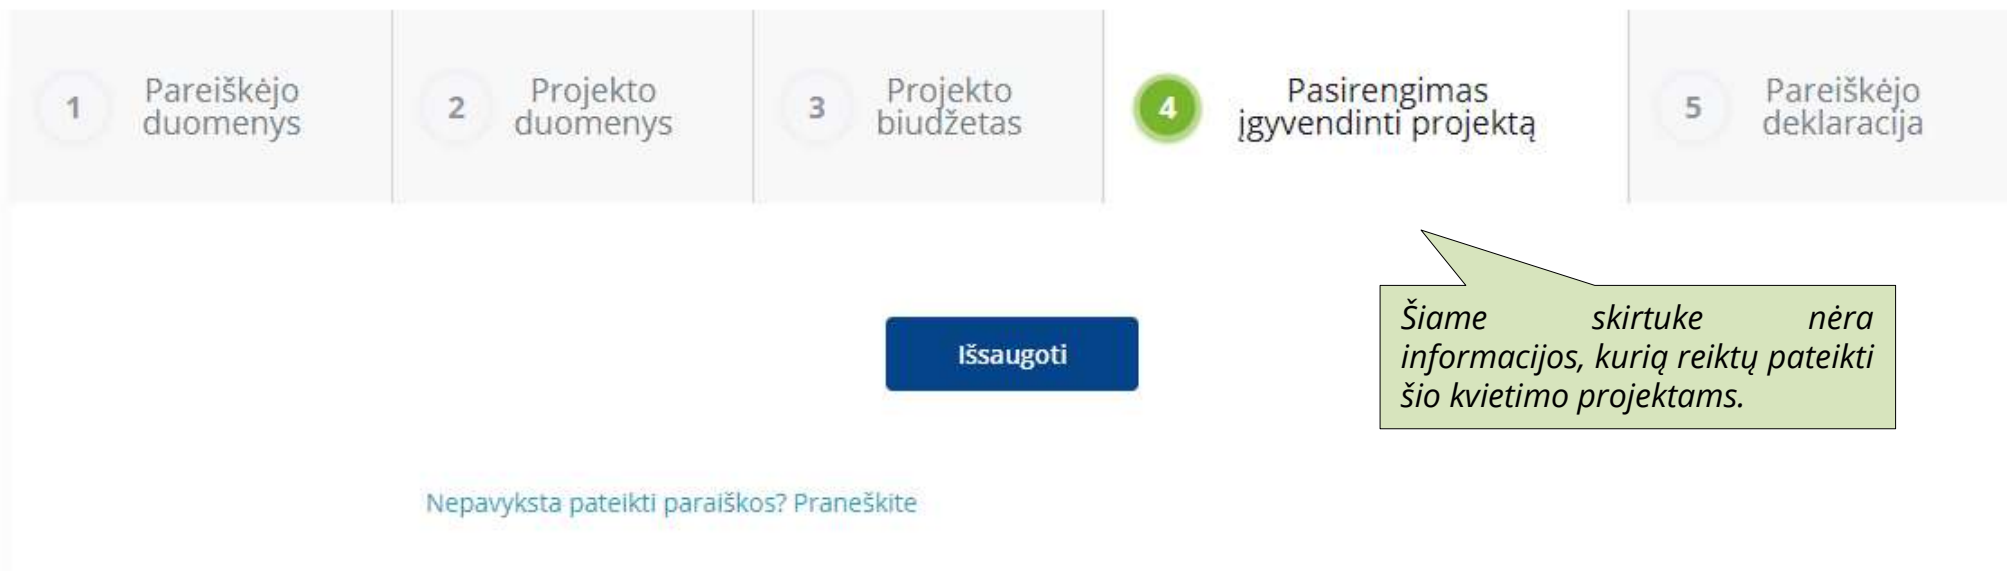 1
Pareiškėjo
duomenys
2
Projekto
duomenys
3
Projekto
biudžetas
4
Pasirengimas
įgyvendinti projektą
5
Pareiškėjo
deklaracija
Išsaugoti
Šiame skirtuke nėra
informacijos, kurią reiktų pateikti
šio kvietimo projektams.
Nepavyksta pateikti paraiškos? Praneškite